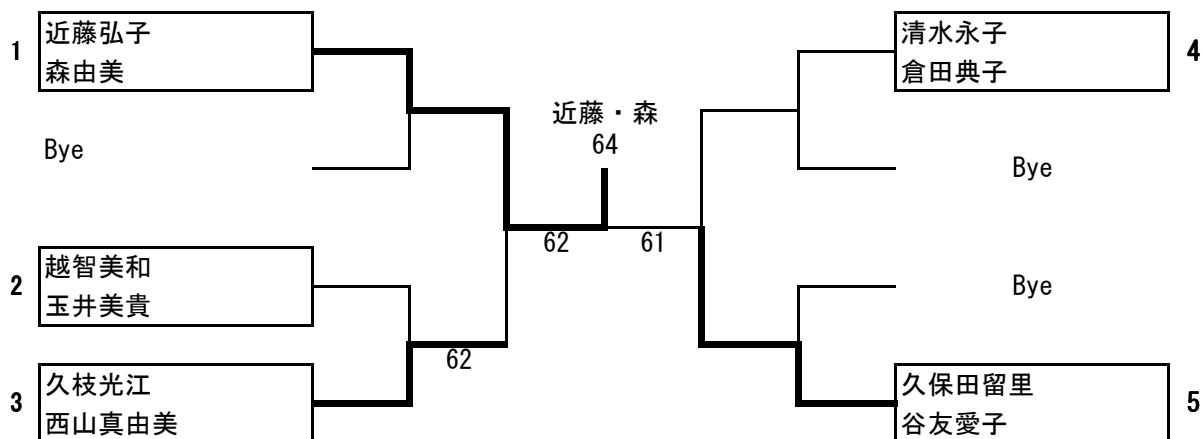 1
近藤弘子
森由美
Bye
2
越智美和
玉井美貴
3
久枝光江
西山真由美
62
近藤・森
64
62
61
清水永子
倉田典子
4
Bye
Bye
久保田留里
谷友愛子
5